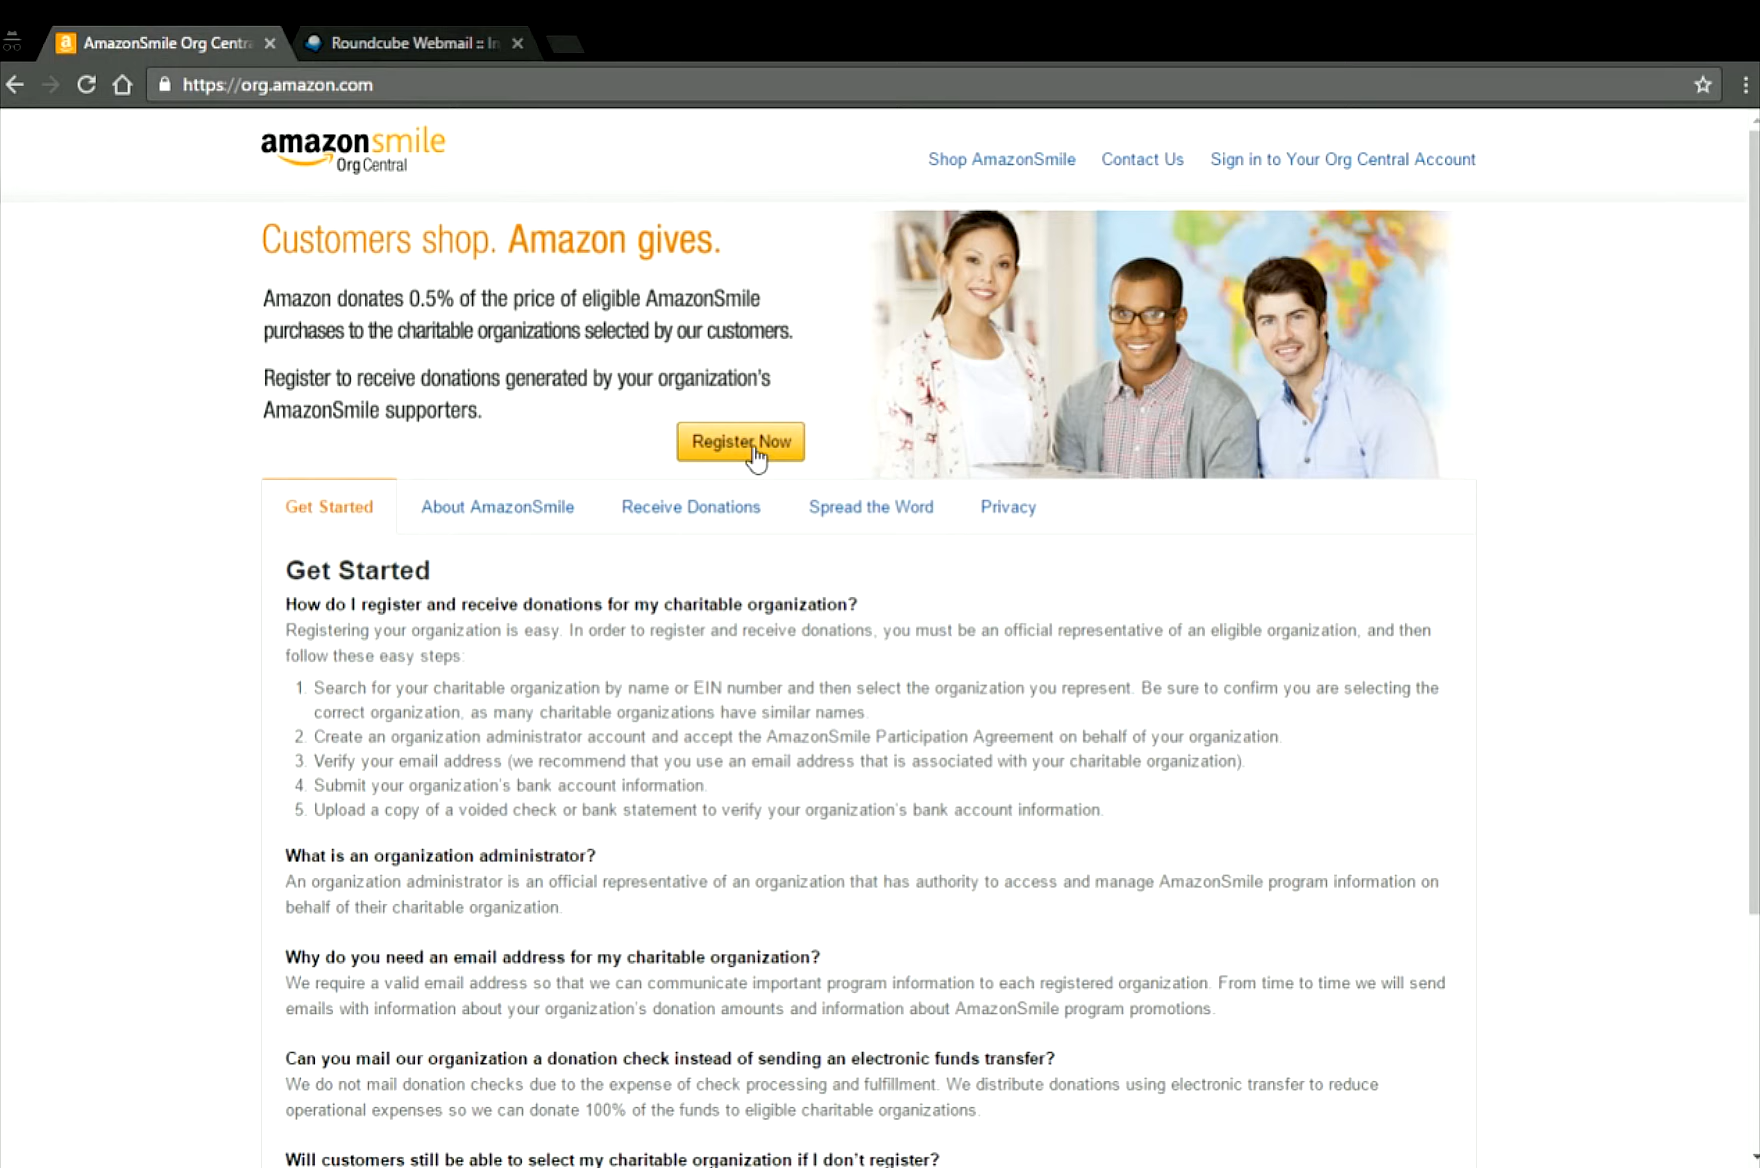 AmazonSmile Org Centr
Roundcube Webmail :: In
https://org.amazon.com
amazonsmile
Org Central
Shop AmazonSmile Contact Us Sign in to Your Org Central Account
Customers shop. Amazon gives.
Amazon donates 0.5% of the price of eligible AmazonSmile
purchases to the charitable organizations selected by our customers.
Register to receive donations generated by your organization's
AmazonSmile supporters.
Register Now
Get Started About AmazonSmile Receive Donations Spread the Word Privacy
Get Started
How do I register and receive donations for my charitable organization?
Registering your organization is easy. In order to register and receive donations, you must be an official representative of an eligible organization, and then
follow these easy steps:
1. Search for your charitable organization by name or EIN number and then select the organization you represent. Be sure to confirm you are selecting the
correct organization, as many charitable organizations have similar names.
2. Create an organization administrator account and accept the AmazonSmile Participation Agreement on behalf of your organization.
3. Verify your email address (we recommend that you use an email address that is associated with your charitable organization).
4. Submit your organization's bank account information.
5. Upload a copy of a voided check or bank statement to verify your organization's bank account information.
What is an organization administrator?
An organization administrator is an official representative of an organization that has authority to access and manage AmazonSmile program information on
behalf of their charitable organization.
Why do you need an email address for my charitable organization?
We require a valid email address so that we can communicate important program information to each registered organization. From time to time we will send
emails with information about your organization's donation amounts and information about AmazonSmile program promotions.
Can you mail our organization a donation check instead of sending an electronic funds transfer?
We do not mail donation checks due to the expense of check processing and fulfillment. We distribute donations using electronic transfer to reduce
operational expenses so we can donate 100% of the funds to eligible charitable organizations.
Will customers still be able to select my charitable organization if I don't register?